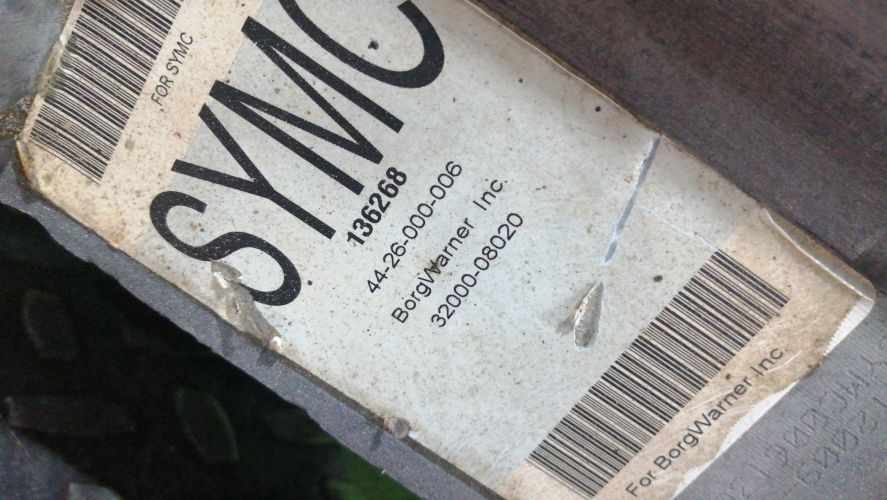 FOR SYMC
SYMC
136268
44-26-000-006
BorgWarner Inc.
32000-08020
For BorgWarner Inc.